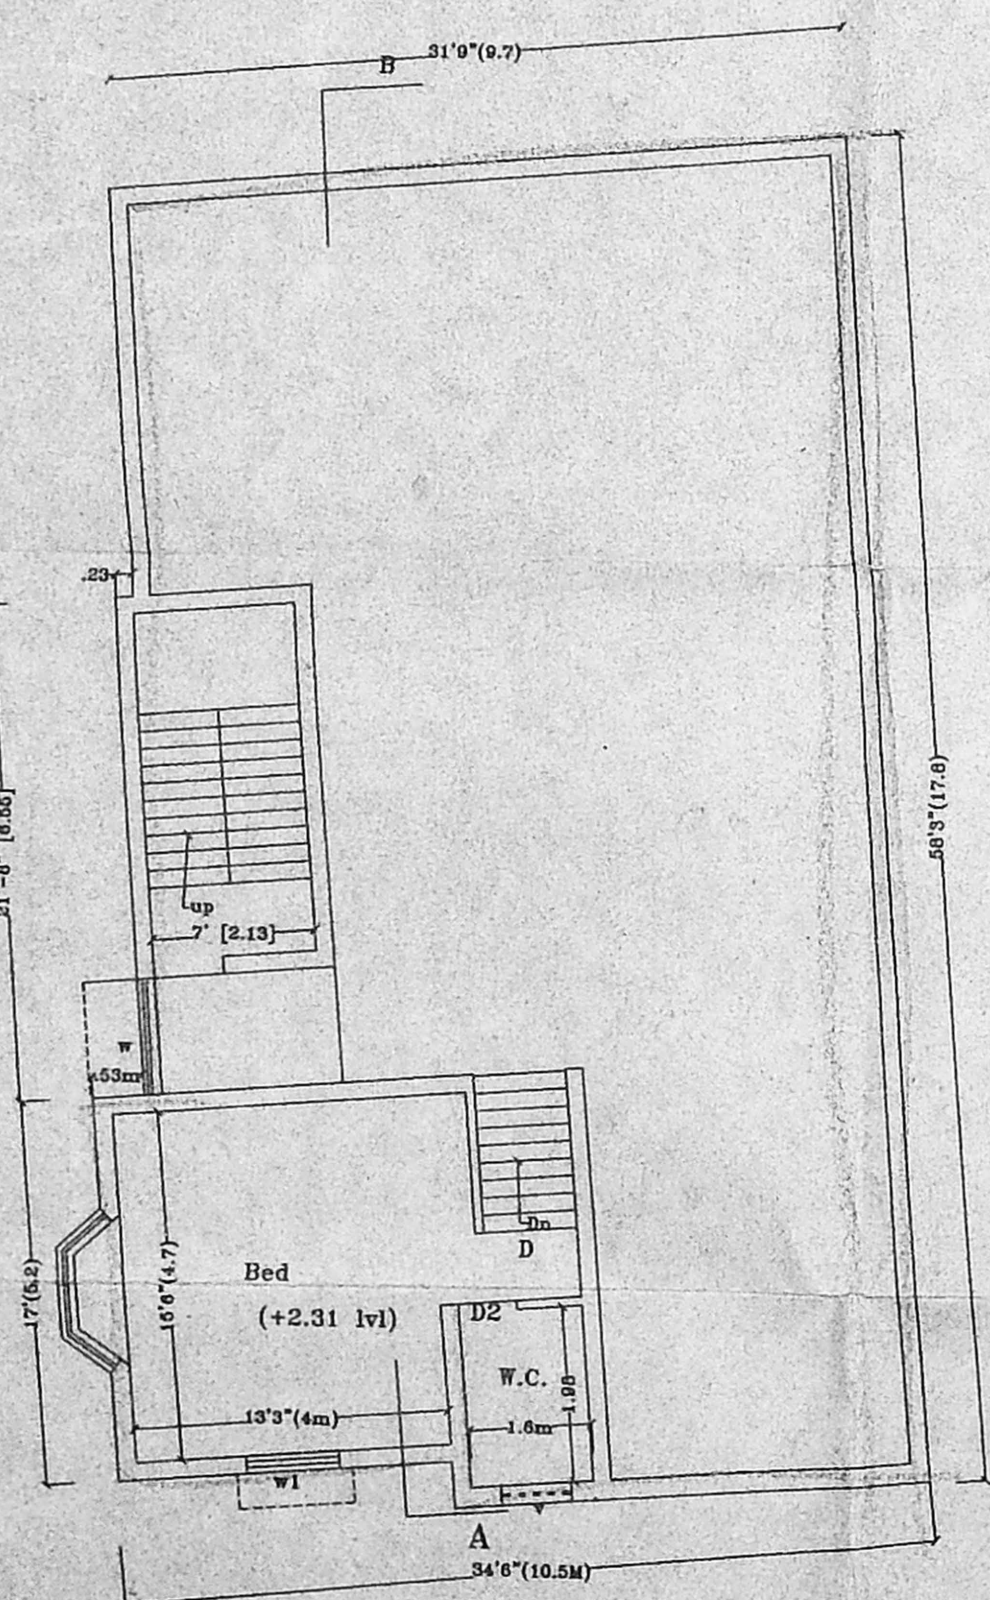 31'9"(9.7)
B
.23
58'3"(17.8)
up
7' [2.13]
W
.53m
Dn
D
17'(5.2)
15'6"(4.7)
Bed
(+2.31 lvl)
D2
W.C.
1.98
13'3"(4m)
1.6m
W1
V
A
34'6"(10.5M)